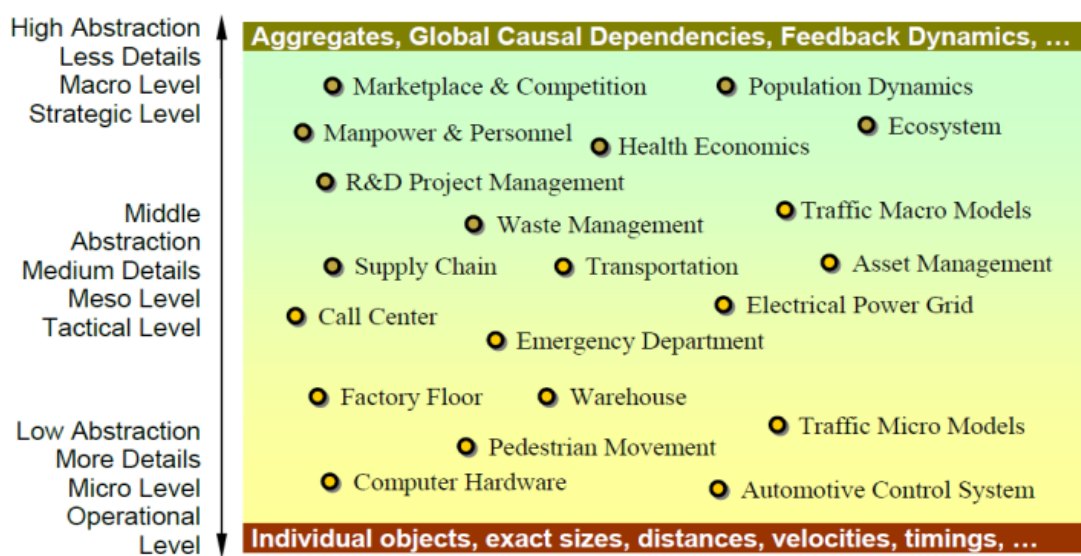 High Abstraction
Less Details
Macro Level
Strategic Level
Middle
Abstraction
Medium Details
Meso Level
Tactical Level
Low Abstraction
More Details
Micro Level
Operational
Level
Aggregates, Global Causal Dependencies, Feedback Dynamics, ...
Marketplace & Competition
Population Dynamics
Manpower & Personnel
Health Economics
Ecosystem
R&D Project Management
Waste Management
Traffic Macro Models
Supply Chain
Transportation
Asset Management
Call Center
Electrical Power Grid
Emergency Department
Factory Floor
Warehouse
Traffic Micro Models
Pedestrian Movement
Computer Hardware
Automotive Control System
Individual objects, exact sizes, distances, velocities, timings, ...